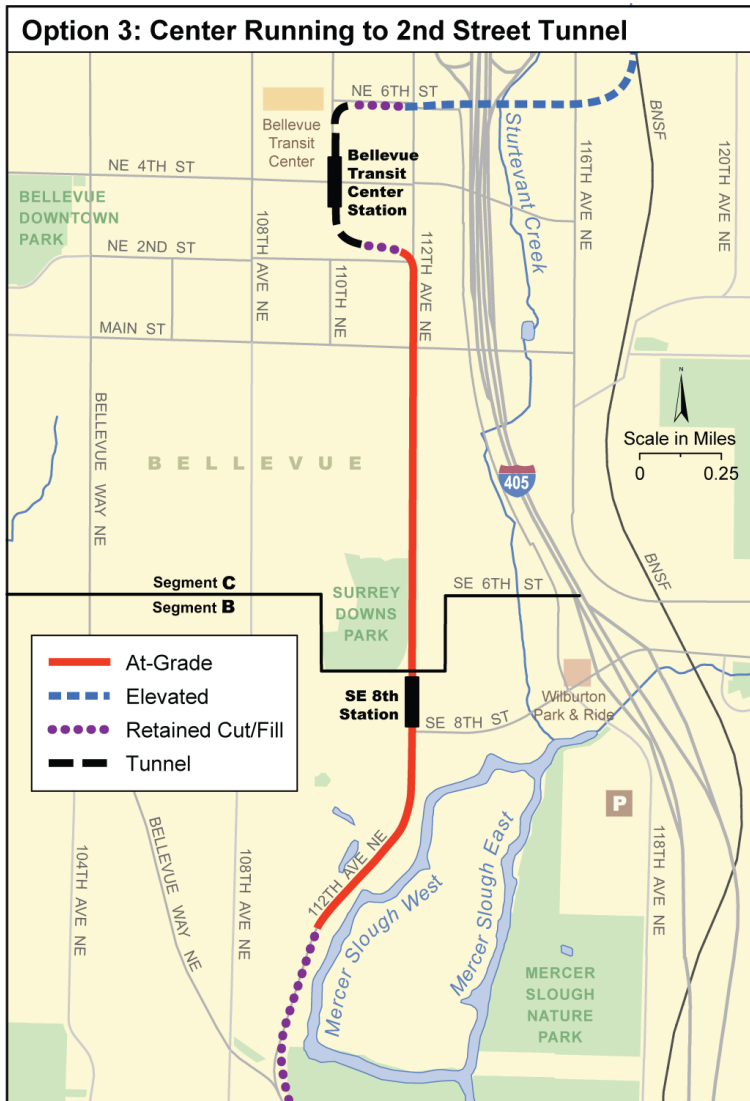 Option 3: Center Running to 2nd Street Tunnel
NE 6TH ST
BNSF
Bellevue
Transit
Center
Bellevue
Transit
Center
Station
Sturtevant Creek
116TH AVE NE
120TH AVE NE
NE 4TH ST
BELLEVUE
DOWNTOWN
PARK
108TH AVE NE
112TH AVE NE
NE 2ND ST
110TH NE
MAIN ST
N
Scale in Miles
0 0.25
BELLEVUE WAY NE
BELLEVUE
405
BNSF
Segment C
Segment B
SURREY
DOWNS
PARK
SE 6TH ST
At-Grade
Elevated
Retained Cut/Fill
Tunnel
SE 8th
Station
SE 8TH ST
Wilburton
Park & Ride
P
104TH AVE NE
BELLEVUE WAY NE
108TH AVE NE
112TH AVE NE
Mercer Slough West
Mercer Slough East
118TH AVE NE
MERCER
SLOUGH
NATURE
PARK